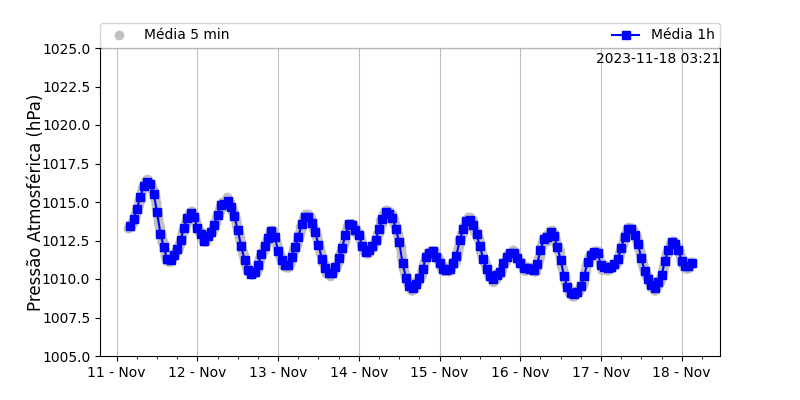 Média 5 min
Média 1h
2023-11-18 03:21
Pressão Atmosférica (hPa)
1025.0
1022.5
1020.0
1017.5
1015.0
1012.5
1010.0
1007.5
1005.0
11 - Nov
12 - Nov
13 - Nov
14 - Nov
15 - Nov
16 - Nov
17 - Nov
18 - Nov